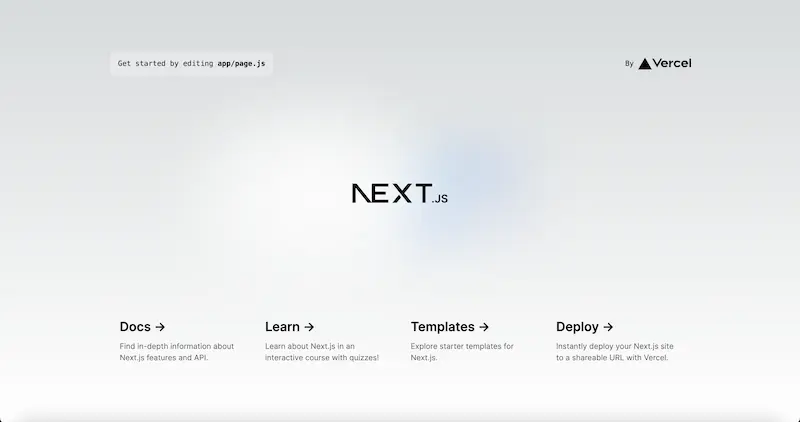 Get started by editing app/page.js
By Vercel
NEXT.JS
Docs →
Find in-depth information about
Next.js features and API.
Learn →
Learn about Next.js in an
interactive course with quizzes!
Templates →
Explore starter templates for
Next.js.
Deploy →
Instantly deploy your Next.js site
to a shareable URL with Vercel.